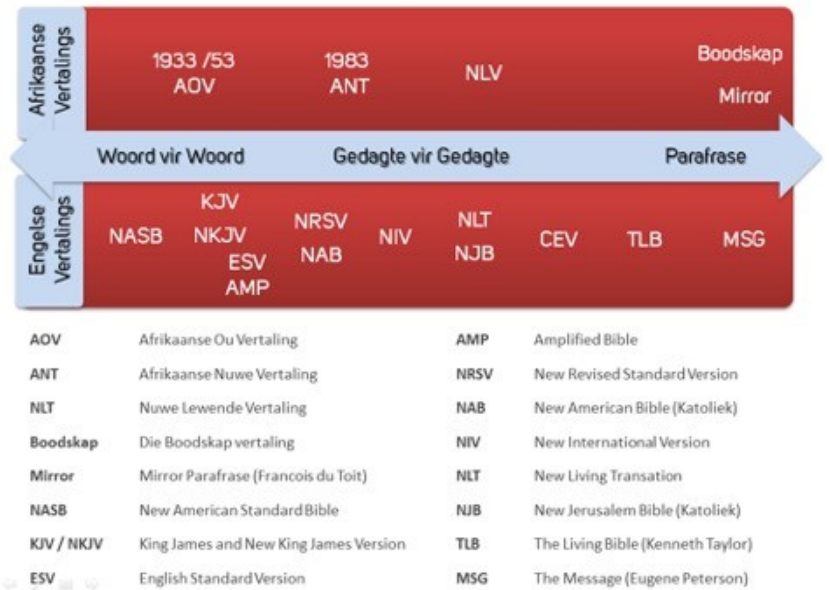 Afrikaanse
Vertalings
1933 /53
AOV
1983
ANT
NLV
Boodskap
Mirror
Woord vir Woord
Gedagte vir Gedagte
Parafrase
Engelse
Vertalings
NASB
KJV
NKJV
ESV
AMP
NRSV
NAB
NIV
NLT
NJB
CEV
TLB
MSG
AOV Afrikaanse Ou Vertaling
ANT Afrikaanse Nuwe Vertaling
NLT Nuwe Lewende Vertaling
Boodskap Die Boodskap vertaling
Mirror Mirror Parafrase (Francois du Toit)
NASB New American Standard Bible
KJV / NKJV King James and New King James Version
ESV English Standard Version
AMP Amplified Bible
NRSV New Revised Standard Version
NAB New American Bible (Katoliek)
NIV New International Version
NLT New Living Transation
NJB New Jerusalem Bible (Katoliek)
TLB The Living Bible (Kenneth Taylor)
MSG The Message (Eugene Peterson)